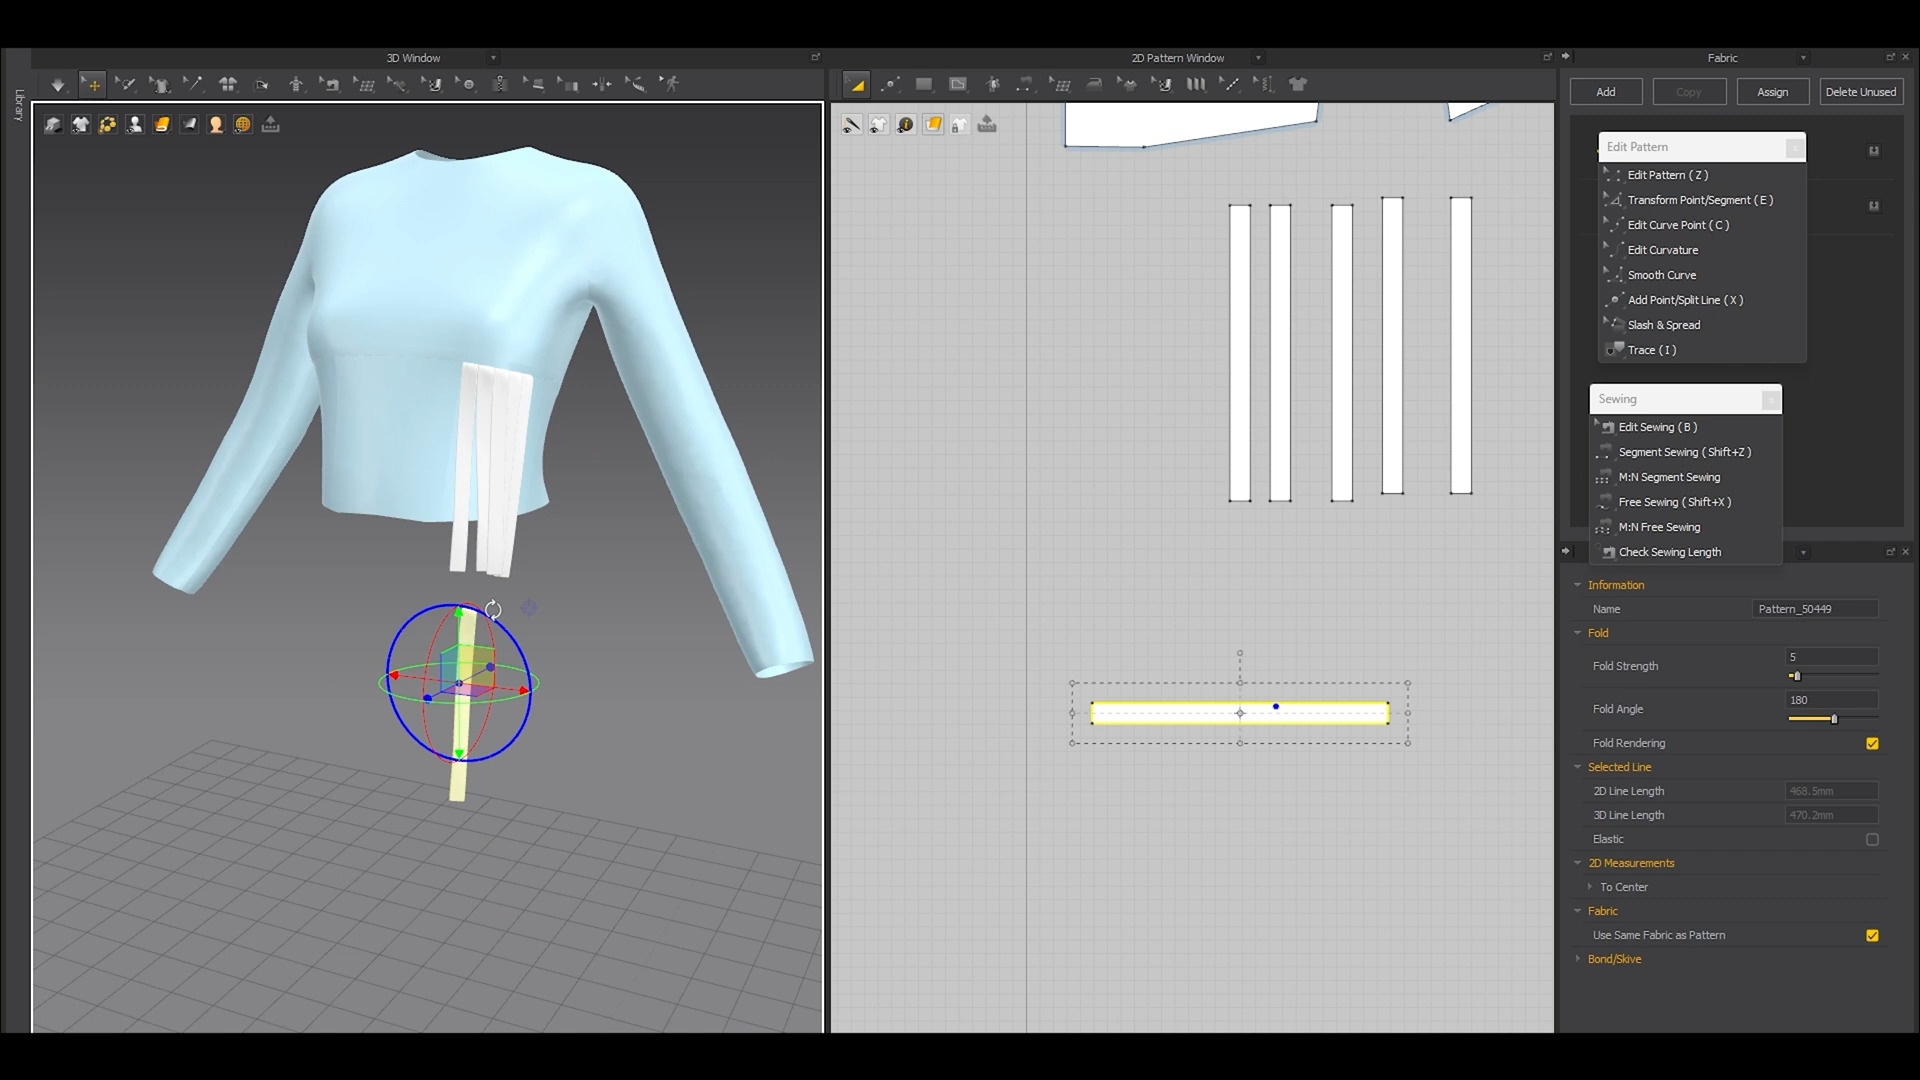 Library
3D Window
2D Pattern Window
Fabric
Add
Copy
Assign
Delete Unused
Edit Pattern
Edit Pattern ( Z )
Transform Point/Segment ( E )
Edit Curve Point ( C )
Edit Curvature
Smooth Curve
Add Point/Split Line ( X )
Slash & Spread
Trace ( I )
Sewing
Edit Sewing ( B )
Segment Sewing ( Shift+Z )
M:N Segment Sewing
Free Sewing ( Shift+X )
M:N Free Sewing
Check Sewing Length
Information
Name Pattern_50449
Fold
Fold Strength 5
Fold Angle 180
Fold Rendering
Selected Line
2D Line Length 468.5mm
3D Line Length 470.2mm
Elastic
2D Measurements
To Center
Fabric
Use Same Fabric as Pattern
Bond/Skive